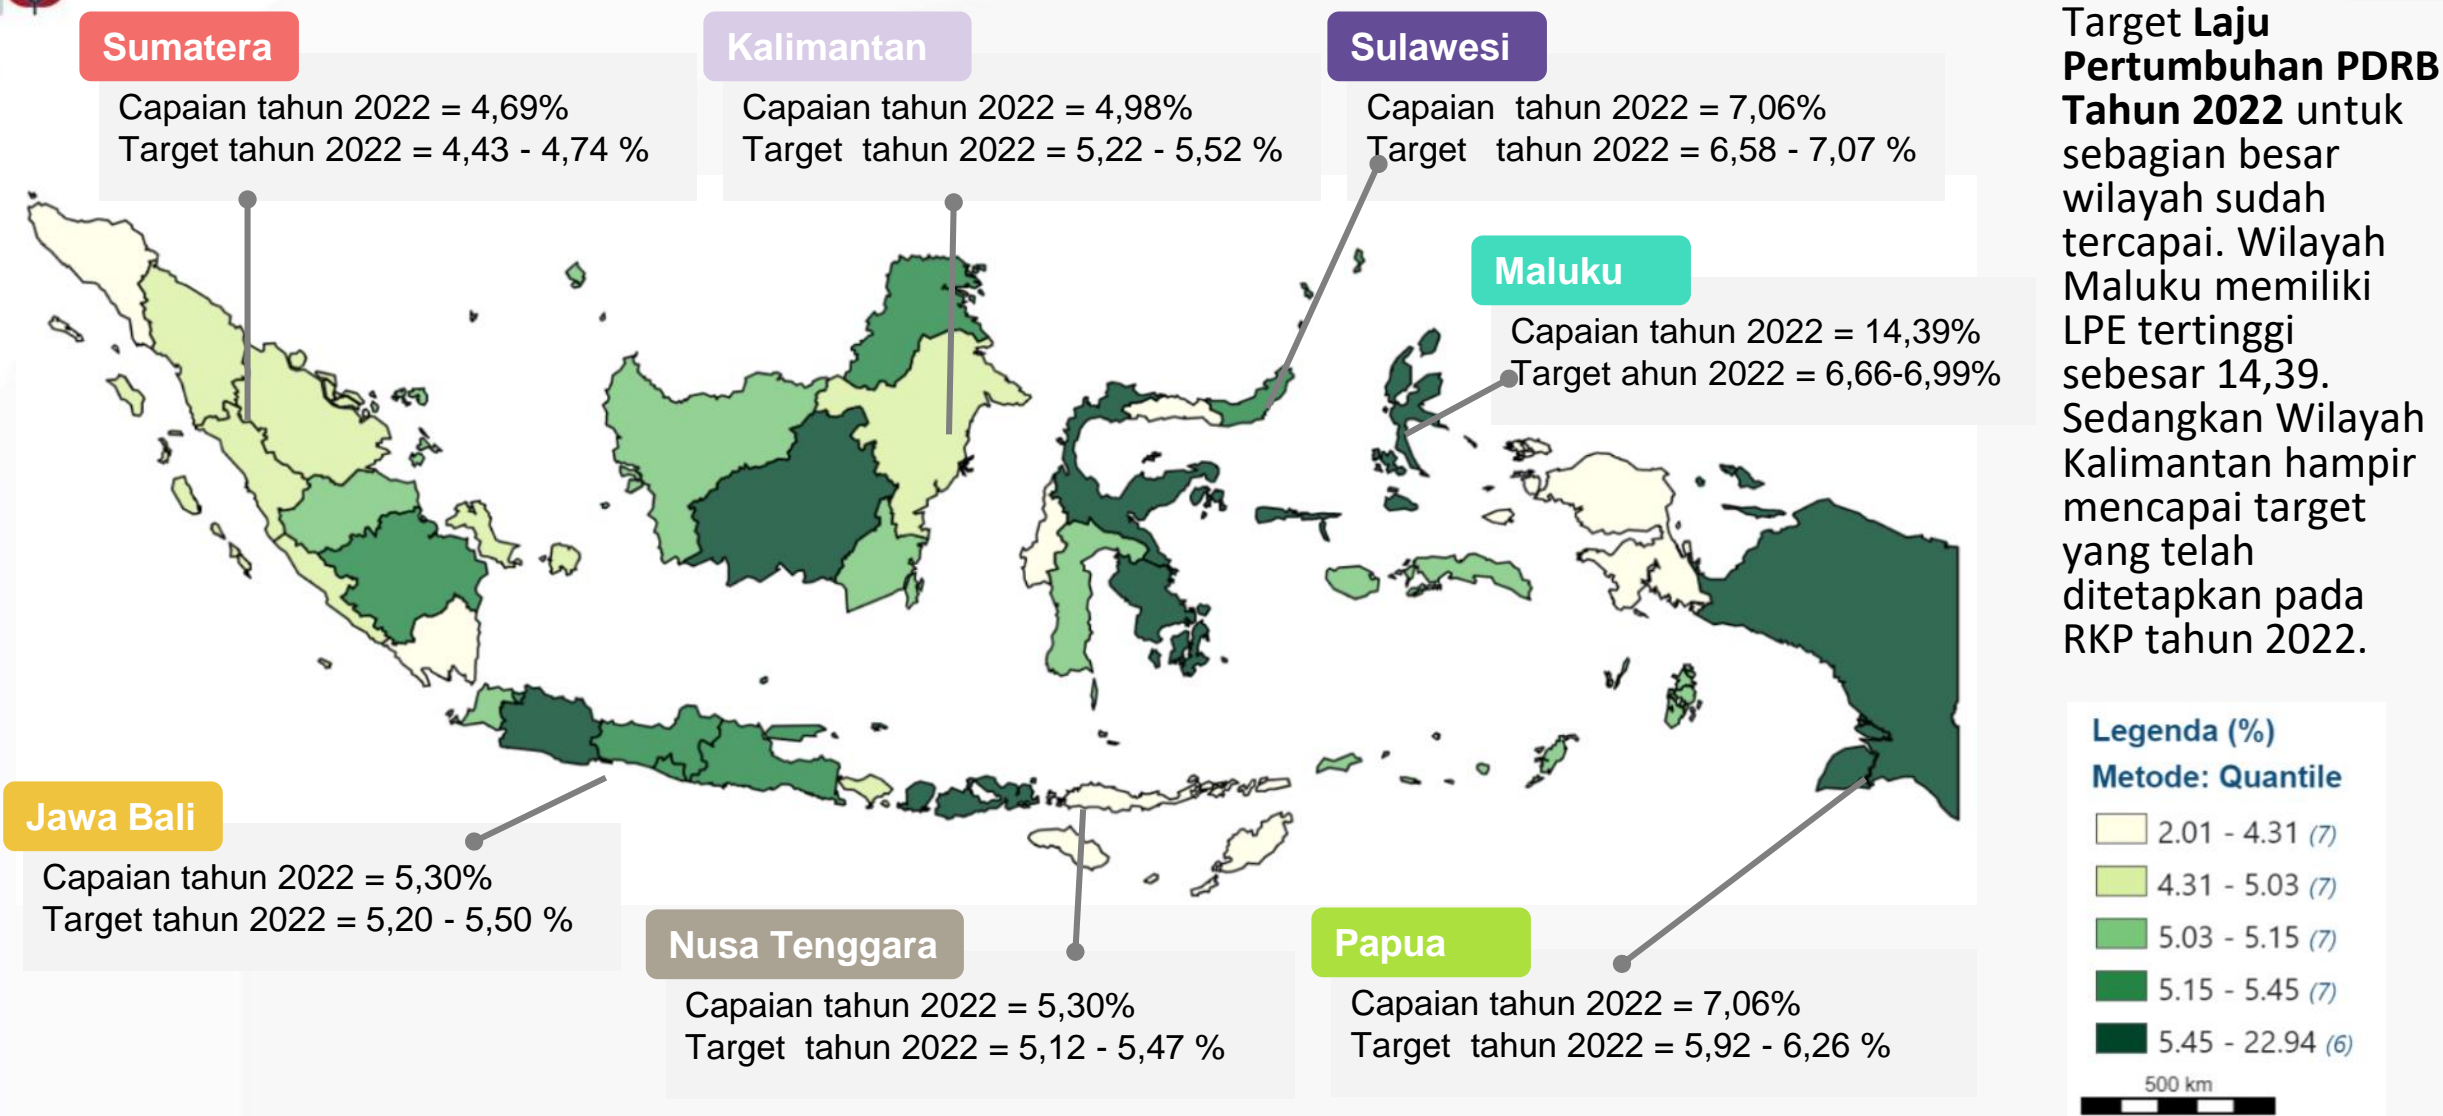 Sumatera
Capaian tahun 2022 = 4,69%
Target tahun 2022 = 4,43 - 4,74 %
Kalimantan
Capaian tahun 2022 = 4,98%
Target  tahun 2022 = 5,22 - 5,52 %
Sulawesi
Capaian  tahun 2022 = 7,06%
Target   tahun 2022 = 6,58 - 7,07 %
Maluku
Capaian tahun 2022 = 14,39%
Target ahun 2022 = 6,66-6,99%
Jawa Bali
Capaian tahun 2022 = 5,30%
Target tahun 2022 = 5,20 - 5,50 %
Nusa Tenggara
Capaian tahun 2022 = 5,30%
Target  tahun 2022 = 5,12 - 5,47 %
Papua
Capaian tahun 2022 = 7,06%
Target  tahun 2022 = 5,92 - 6,26 %
Target Laju
Pertumbuhan PDRB
Tahun 2022 untuk
sebagian besar
wilayah sudah
tercapai. Wilayah
Maluku memiliki
LPE tertinggi
sebesar 14,39.
Sedangkan Wilayah
Kalimantan hampir
mencapai target
yang telah
ditetapkan pada
RKP tahun 2022.
Legenda (%)
Metode: Quantile
2.01 - 4.31 (7)
4.31 - 5.03 (7)
5.03 - 5.15 (7)
5.15 - 5.45 (7)
5.45 - 22.94 (6)
500 km